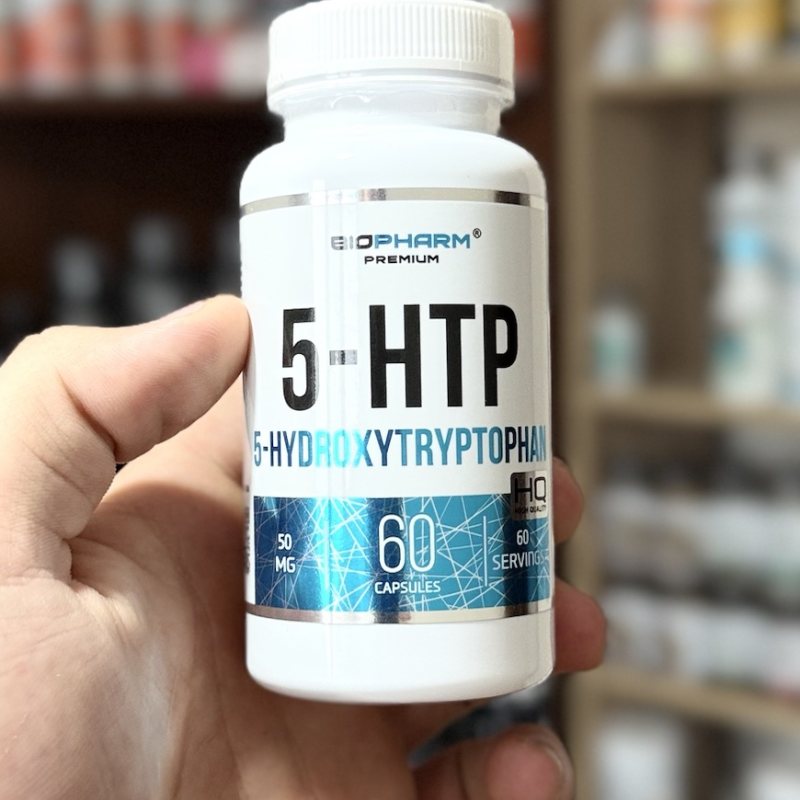 BIOPHARM®
PREMIUM
5-HTP
5-HYDROXYTRYPTOPHAN
HQ
HIGH QUALITY
50
MG
60
CAPSULES
60
SERVINGS